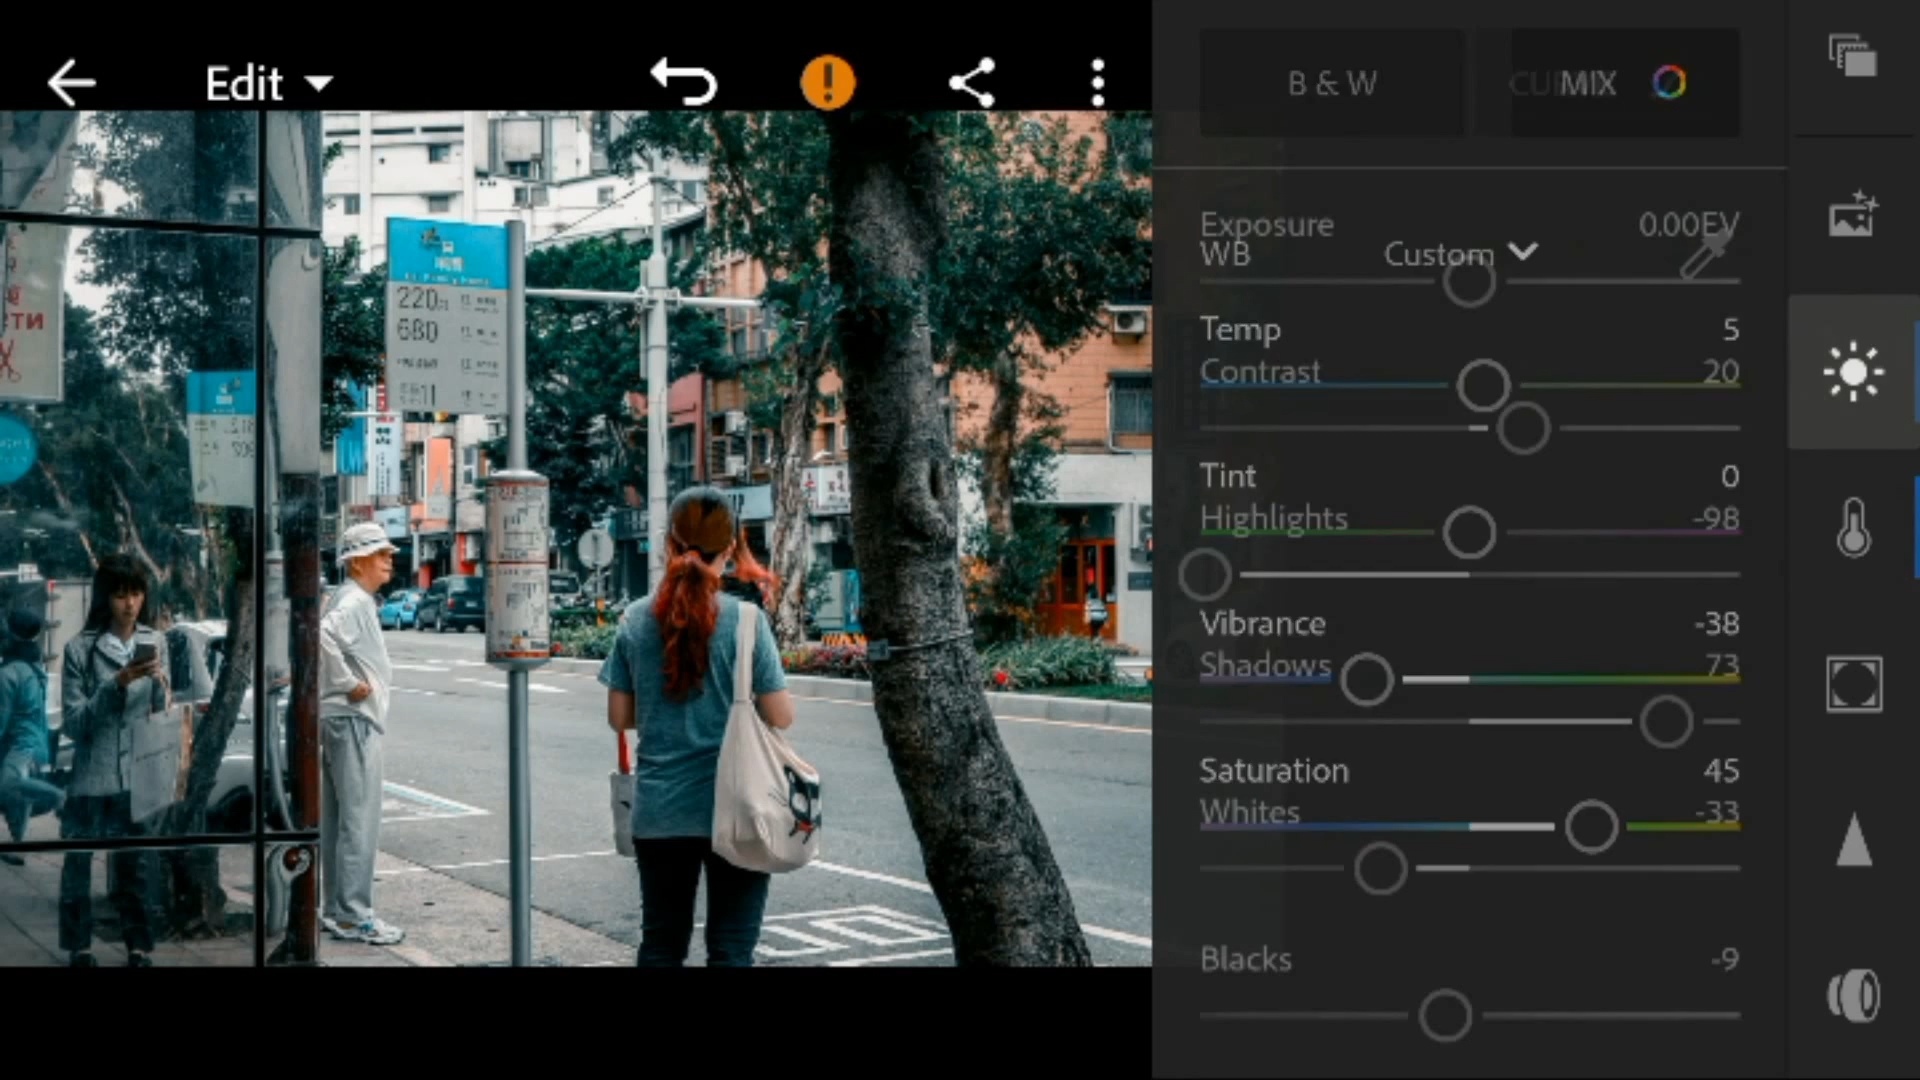 Edit
B & W
MIX
Exposure 0.00EV
WB Custom
Temp 5
Contrast 20
Tint 0
Highlights -98
Vibrance -38
Shadows 73
Saturation 45
Whites -33
Blacks -9
220
680